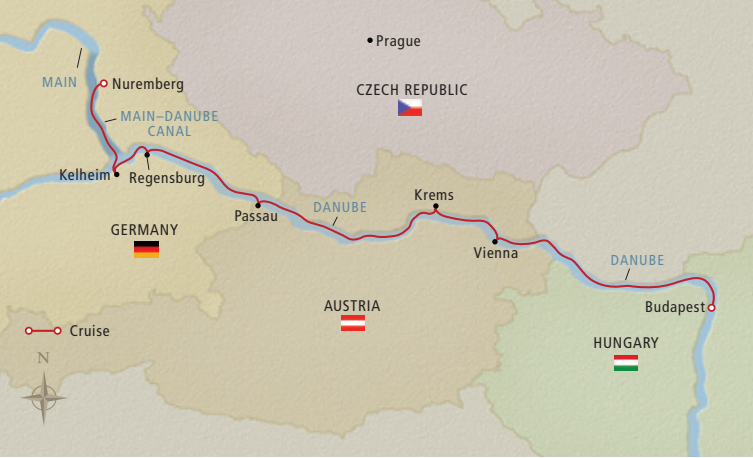 Prague
MAIN
Nuremberg
CZECH REPUBLIC
MAIN–DANUBE
CANAL
Kelheim
Regensburg
Krems
DANUBE
Passau
GERMANY
Vienna
DANUBE
AUSTRIA
Budapest
Cruise
HUNGARY
N